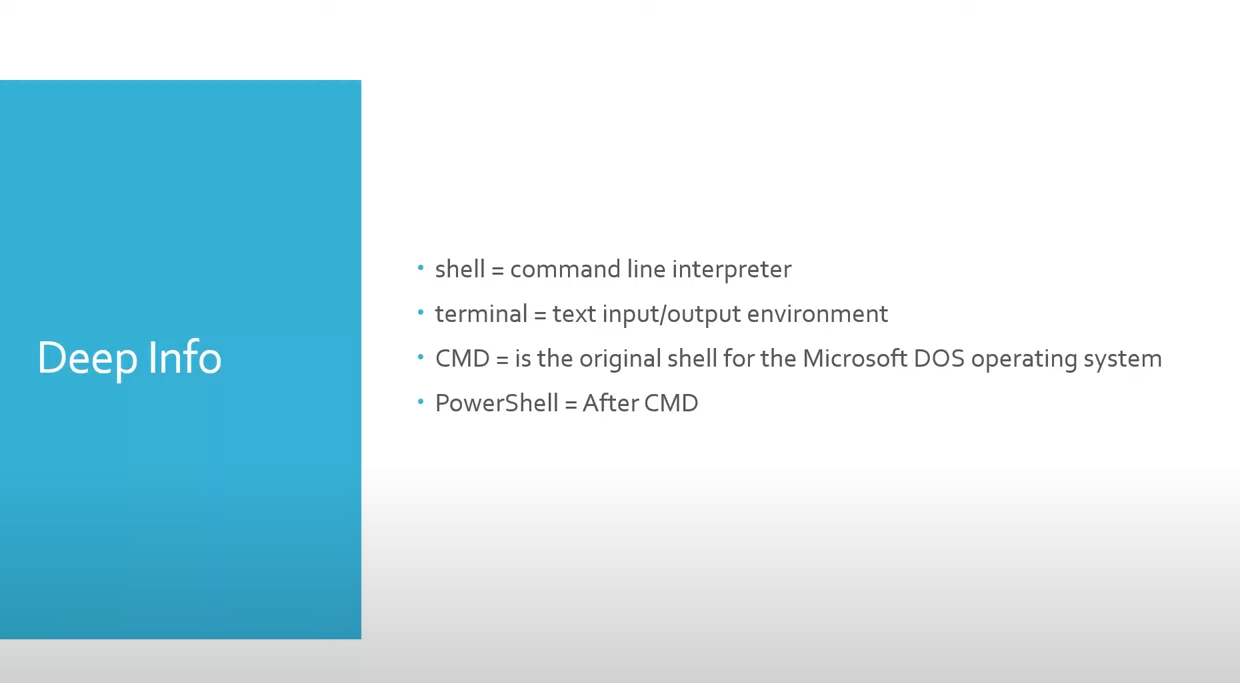 Deep Info
• shell = command line interpreter
• terminal = text input/output environment
• CMD = is the original shell for the Microsoft DOS operating system
• PowerShell = After CMD